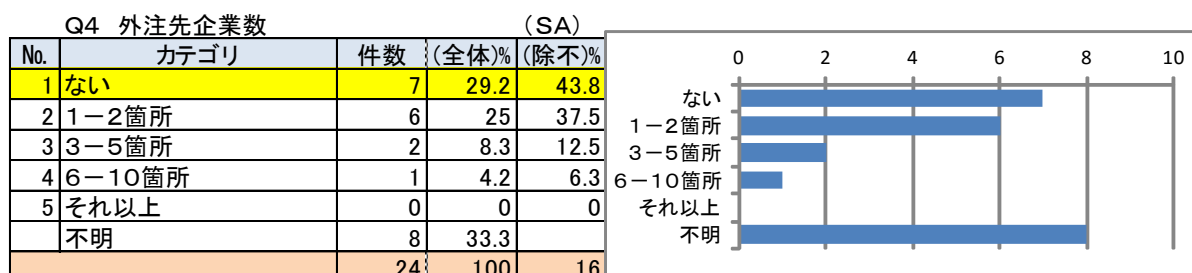 Q4 外注先企業数 (SA)
No. カテゴリ 件数 (全体)% (除不)%
1 ない 7 29.2 43.8
2 1－2箇所 6 25 37.5
3 3－5箇所 2 8.3 12.5
4 6－10箇所 1 4.2 6.3
5 それ以上 0 0 0
不明 8 33.3
24 100 16
0 2 4 6 8 10
ない
1－2箇所
3－5箇所
6－10箇所
それ以上
不明